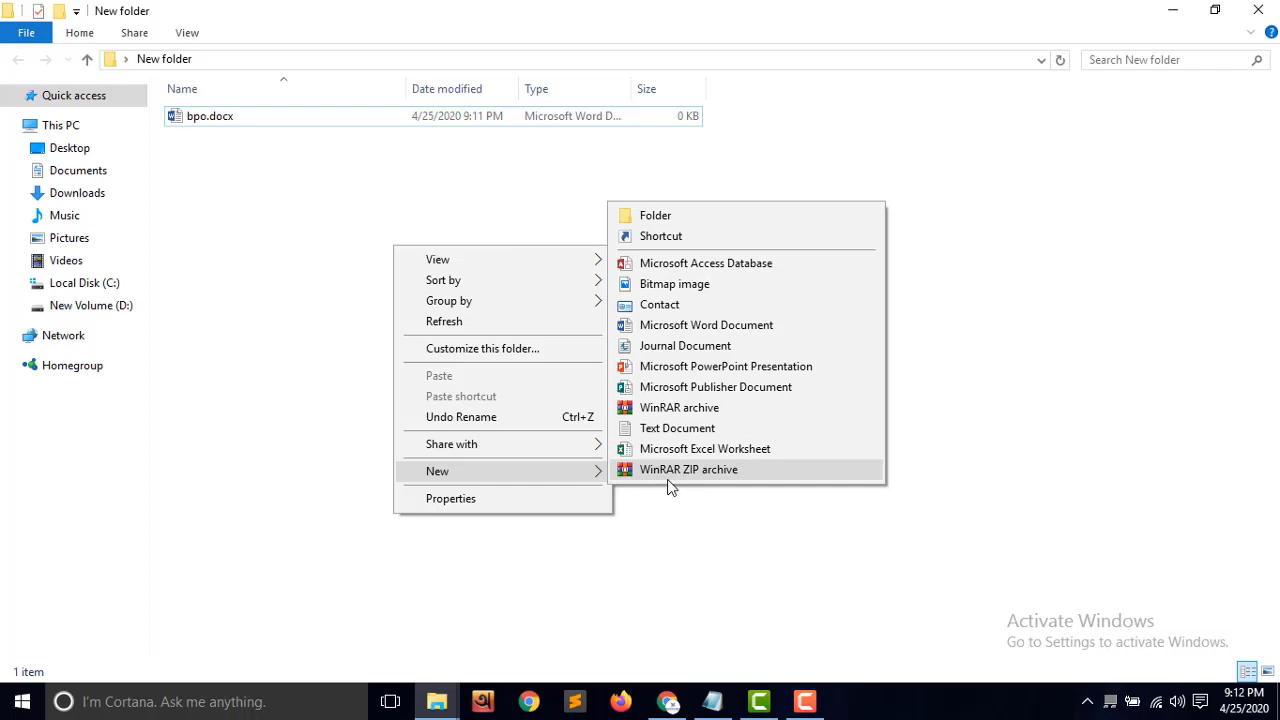 New folder
File Home Share View
New folder
Search New folder
Name Date modified Type Size
bpo.docx 4/25/2020 9:11 PM Microsoft Word D... 0 KB
Quick access
This PC
Desktop
Documents
Downloads
Music
Pictures
Videos
Local Disk (C:)
New Volume (D:)
Network
Homegroup
View
Sort by
Group by
Refresh
Customize this folder...
Paste
Paste shortcut
Undo Rename Ctrl+Z
Share with
New
Properties
Folder
Shortcut
Microsoft Access Database
Bitmap image
Contact
Microsoft Word Document
Journal Document
Microsoft PowerPoint Presentation
Microsoft Publisher Document
WinRAR archive
Text Document
Microsoft Excel Worksheet
WinRAR ZIP archive
Activate Windows
Go to Settings to activate Windows.
1 item
I'm Cortana. Ask me anything.
9:12 PM
4/25/2020